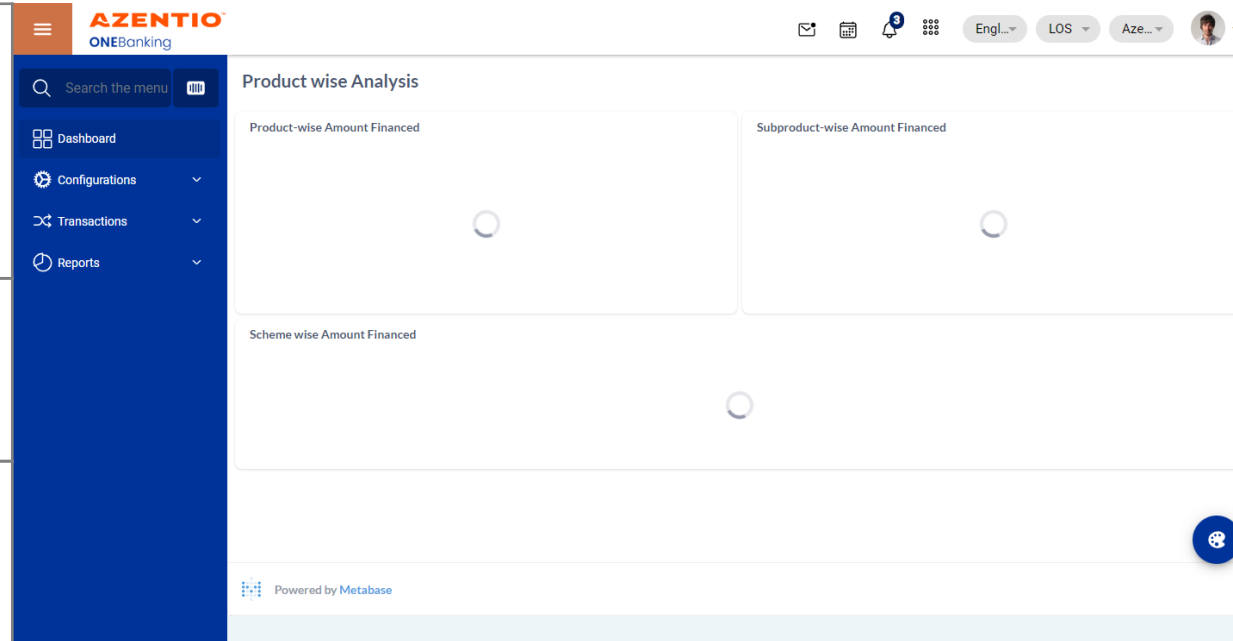 AZENTIO
ONEBanking
3
Engl...
LOS
Aze...
Search the menu
Dashboard
Configurations
Transactions
Reports
Product wise Analysis
Product-wise Amount Financed
Subproduct-wise Amount Financed
Scheme wise Amount Financed
Powered by Metabase